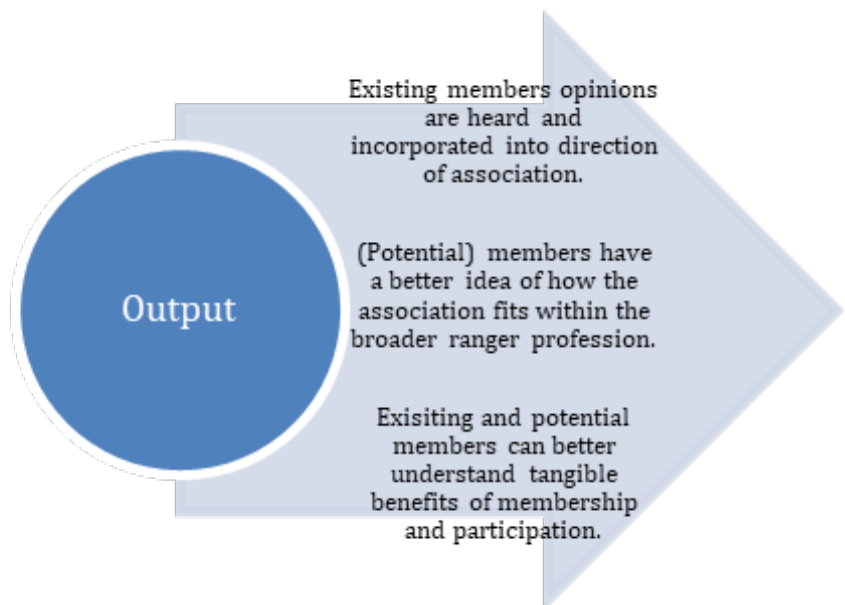 Existing members opinions
are heard and
incorporated into direction
of association.
(Potential) members have
a better idea of how the
association fits within the
broader ranger profession.
Exisiting and potential
members can better
understand tangible
benefits of membership
and participation.
Output